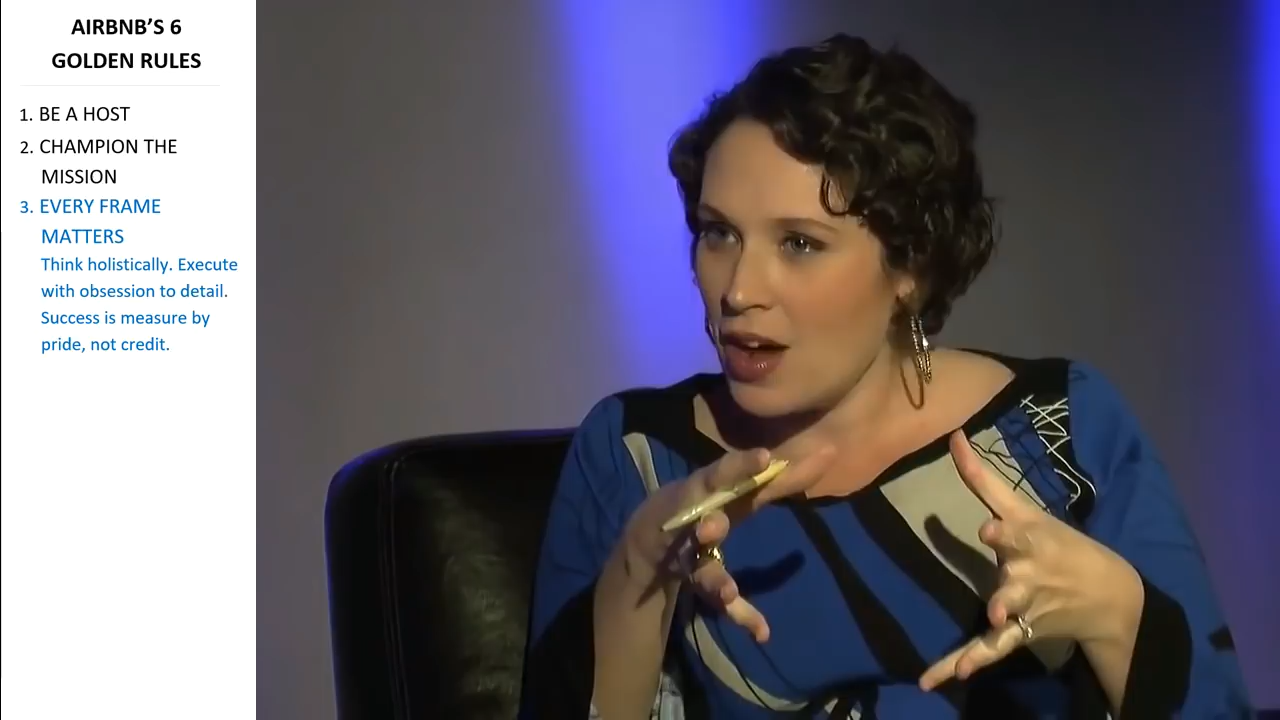 AIRBNB’S 6
GOLDEN RULES
1. BE A HOST
2. CHAMPION THE
MISSION
3. EVERY FRAME
MATTERS
Think holistically. Execute
with obsession to detail.
Success is measure by
pride, not credit.